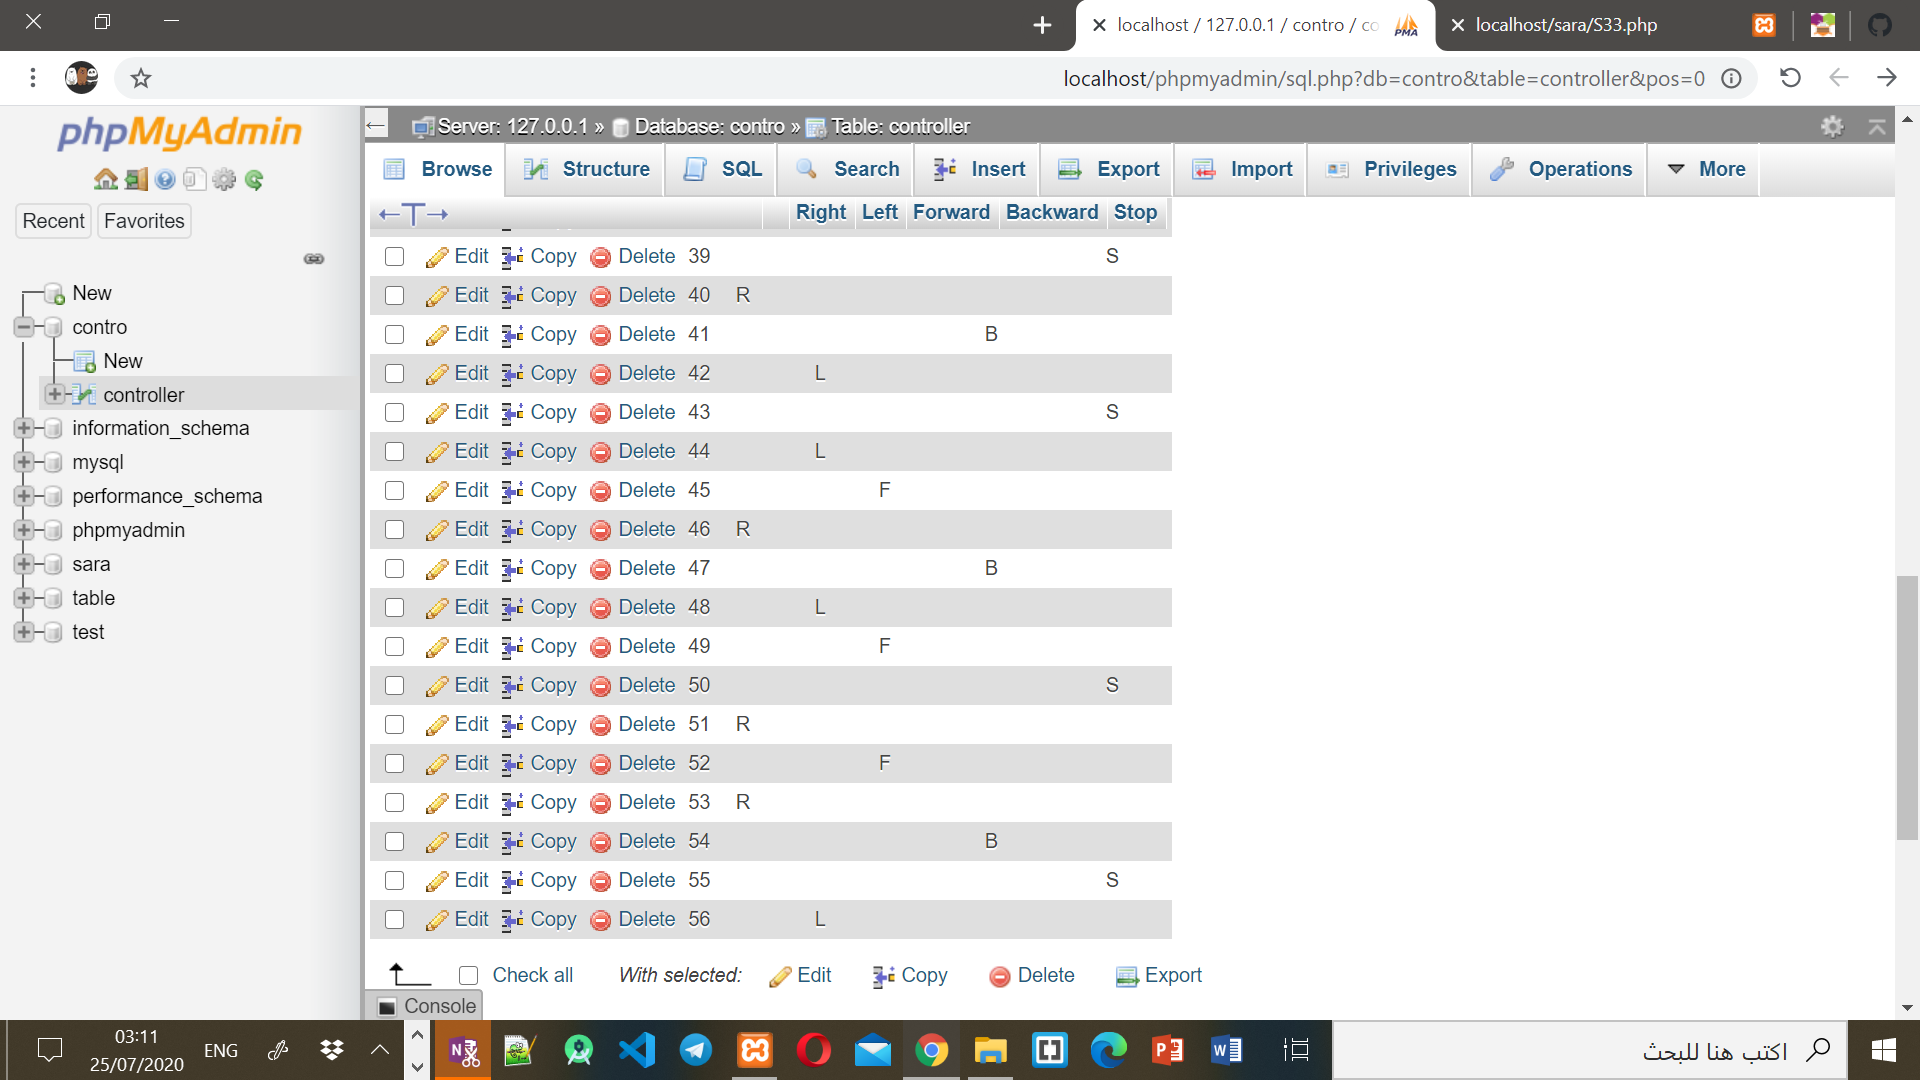 localhost / 127.0.0.1 / contro / co
localhost/sara/S33.php
localhost/phpmyadmin/sql.php?db=contro&table=controller&pos=0
phpMyAdmin
Recent Favorites
New
contro
New
controller
information_schema
mysql
performance_schema
phpmyadmin
sara
table
test
Server: 127.0.0.1 » Database: contro » Table: controller
Browse Structure SQL Search Insert Export Import Privileges Operations More
Right Left Forward Backward Stop
Edit Copy Delete 39 S
Edit Copy Delete 40 R
Edit Copy Delete 41 B
Edit Copy Delete 42 L
Edit Copy Delete 43 S
Edit Copy Delete 44 L
Edit Copy Delete 45 F
Edit Copy Delete 46 R
Edit Copy Delete 47 B
Edit Copy Delete 48 L
Edit Copy Delete 49 F
Edit Copy Delete 50 S
Edit Copy Delete 51 R
Edit Copy Delete 52 F
Edit Copy Delete 53 R
Edit Copy Delete 54 B
Edit Copy Delete 55 S
Edit Copy Delete 56 L
Check all With selected: Edit Copy Delete Export
Console
03:11
25/07/2020
ENG
اكتب هنا للبحث